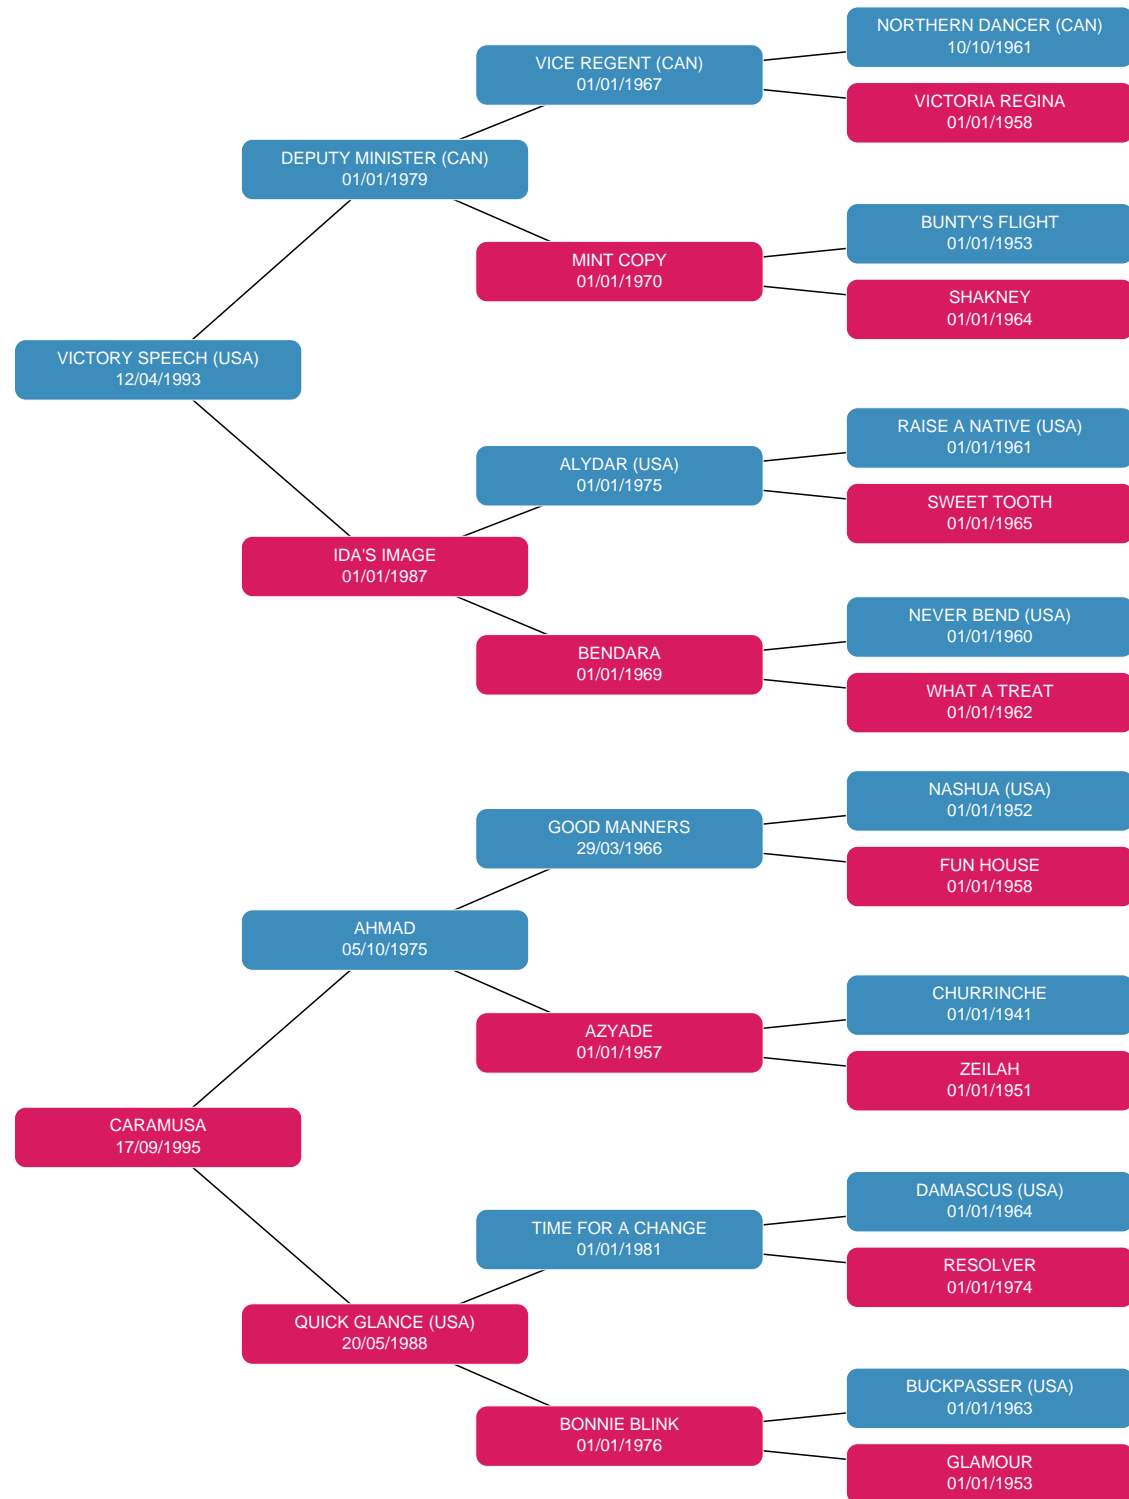 NORTHERN DANCER (CAN)
10/10/1961
VICE REGENT (CAN)
01/01/1967
VICTORIA REGINA
01/01/1958
DEPUTY MINISTER (CAN)
01/01/1979
BUNTY'S FLIGHT
01/01/1953
MINT COPY
01/01/1970
SHAKNEY
01/01/1964
VICTORY SPEECH (USA)
12/04/1993
RAISE A NATIVE (USA)
01/01/1961
ALYDAR (USA)
01/01/1975
SWEET TOOTH
01/01/1965
IDA'S IMAGE
01/01/1987
NEVER BEND (USA)
01/01/1960
BENDARA
01/01/1969
WHAT A TREAT
01/01/1962
NASHUA (USA)
01/01/1952
GOOD MANNERS
29/03/1966
FUN HOUSE
01/01/1958
AHMAD
05/10/1975
CHURRINCHE
01/01/1941
AZYADE
01/01/1957
ZEILAH
01/01/1951
CARAMUSA
17/09/1995
DAMASCUS (USA)
01/01/1964
TIME FOR A CHANGE
01/01/1981
RESOLVER
01/01/1974
QUICK GLANCE (USA)
20/05/1988
BUCKPASSER (USA)
01/01/1963
BONNIE BLINK
01/01/1976
GLAMOUR
01/01/1953